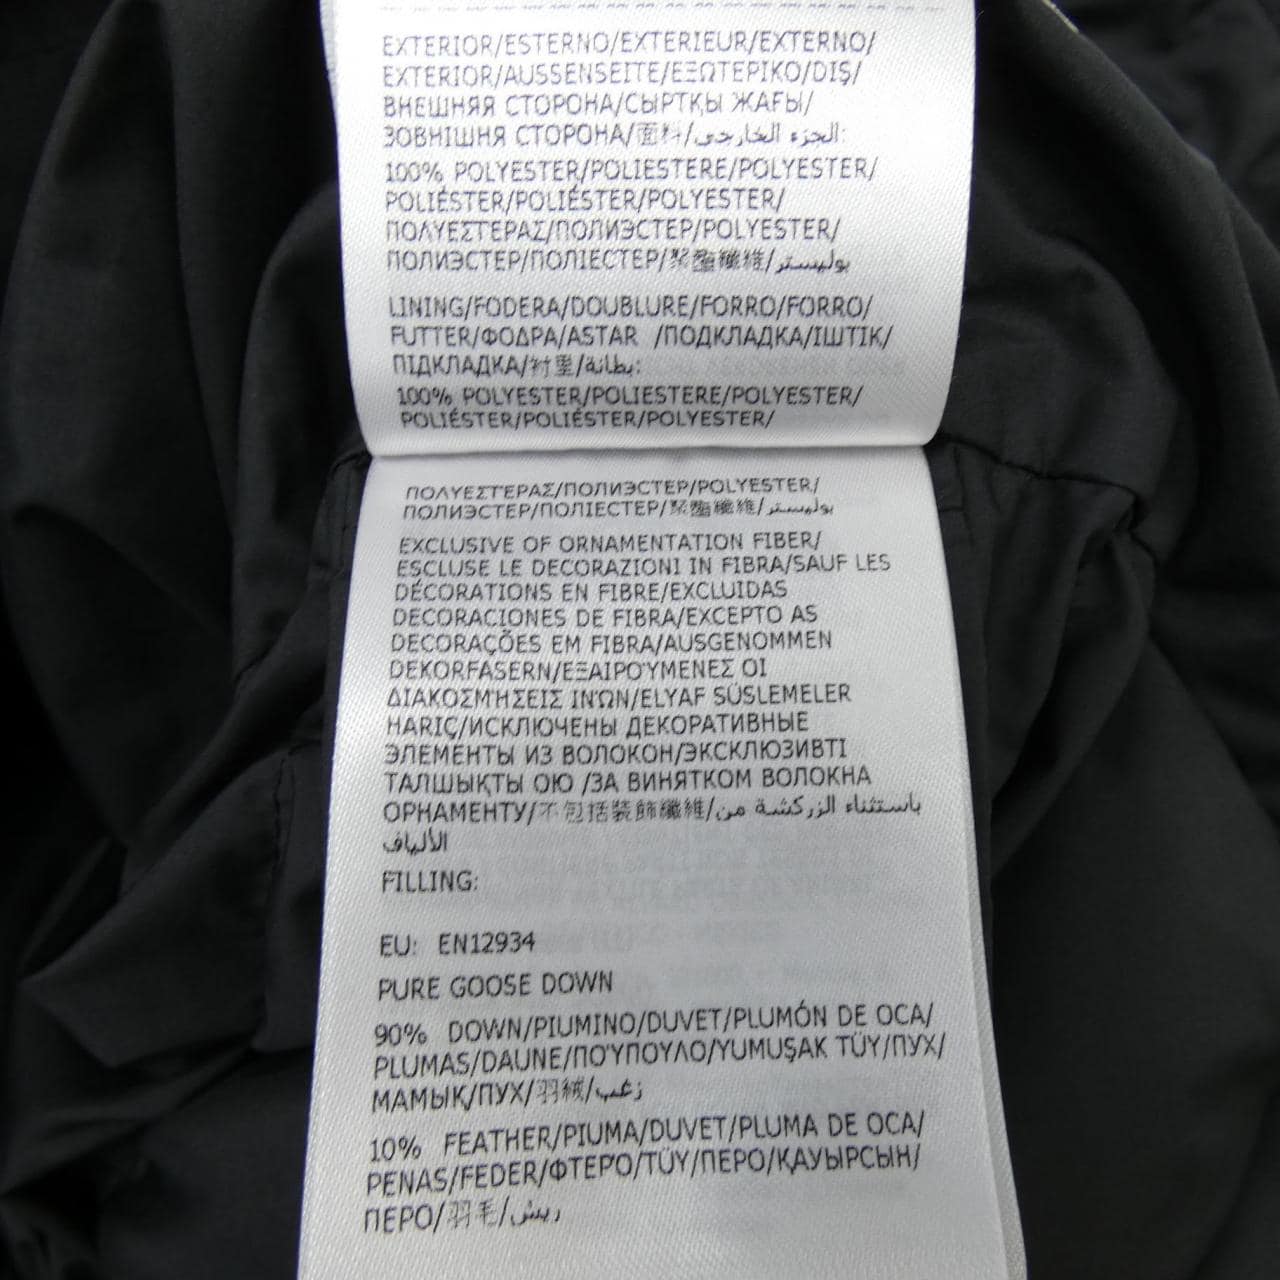 EXTERIOR/ESTERNO/EXTERIEUR/EXTERNO/
EXTERIOR/AUSSENSEITE/ΕΞΩΤΕΡΙΚΟ/DIŞ/
ВНЕШНЯЯ СТОРОНА/СЫРТҚЫ ЖАҒЫ/
ЗОВНІШНЯ СТОРОНА/面料/الجزء الخارجي:
100% POLYESTER/POLIESTERE/POLYESTER/
POLIÉSTER/POLIÉSTER/POLYESTER/
ΠΟΛΥΕΣΤΕΡΑΣ/ПОЛИЭСТЕР/POLYESTER/
ПОЛИЭСТЕР/ПОЛІЕСТЕР/聚酯纖維/بوليستر
LINING/FODERA/DOUBLURE/FORRO/FORRO/
FUTTER/ΦΟΔΡΑ/ASTAR /ПОДКЛАДКА/ІШТІК/
ПІДКЛАДКА/衬里/بطانة:
100% POLYESTER/POLIESTERE/POLYESTER/
POLIÉSTER/POLIÉSTER/POLYESTER/
ΠΟΛΥΕΣΤΕΡΑΣ/ПОЛИЭСТЕР/POLYESTER/
ПОЛИЭСТЕР/ПОЛІЕСТЕР/聚酯纖維/بوليستر
EXCLUSIVE OF ORNAMENTATION FIBER/
ESCLUSE LE DECORAZIONI IN FIBRA/SAUF LES
DÉCORATIONS EN FIBRE/EXCLUIDAS
DECORACIONES DE FIBRA/EXCEPTO AS
DECORAÇÕES EM FIBRA/AUSGENOMMEN
DEKORFASERN/ΕΞΑΙΡΟΎΜΕΝΕΣ ΟΙ
ΔΙΑΚΟΣΜΉΣΕΙΣ ΙΝΏΝ/ELYAF SÜSLEMELER
HARIÇ/ИСКЛЮЧЕНЫ ДЕКОРАТИВНЫЕ
ЭЛЕМЕНТЫ ИЗ ВОЛОКОН/ЭКСКЛЮЗИВТІ
ТАЛШЫҚТЫ ОЮ /ЗА ВИНЯТКОМ ВОЛОКНА
ОРНАМЕНТУ/不包括装飾纖維/باستثناء الزركشة من
الألياف
FILLING:
EU: EN12934
PURE GOOSE DOWN
90% DOWN/PIUMINO/DUVET/PLUMÓN DE OCA/
PLUMAS/DAUNE/ΠΟΎΠΟΥΛΟ/YUMUŞAK TÜY/ПУХ/
МАМЫҚ/ПУХ/羽絨/زغب
10% FEATHER/PIUMA/DUVET/PLUMA DE OCA/
PENAS/FEDER/ΦΤΕΡΟ/TÜY/ПЕРО/ҚАУЫРСЫН/
ПЕРО/羽毛/ريش